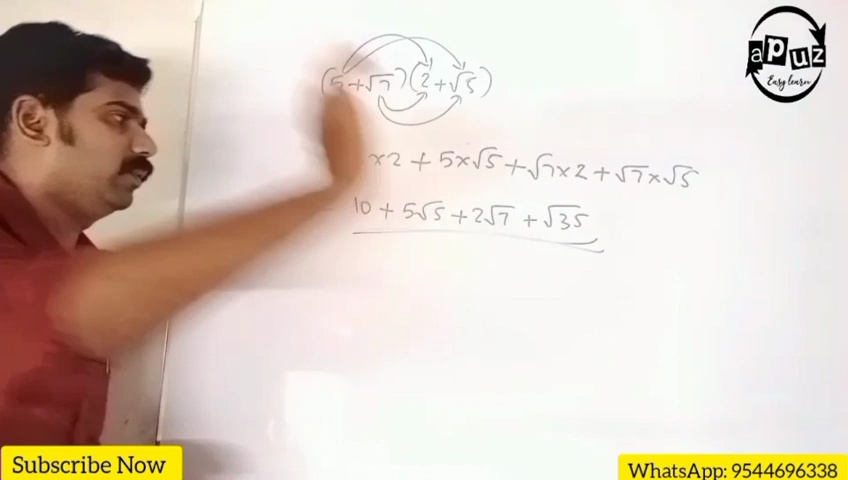 apuz
Easy learn
(5+√7)(2+√5)
×2 + 5×√5 + √7×2 + √7×√5
10 + 5√5 + 2√7 + √35
Subscribe Now
WhatsApp: 9544696338